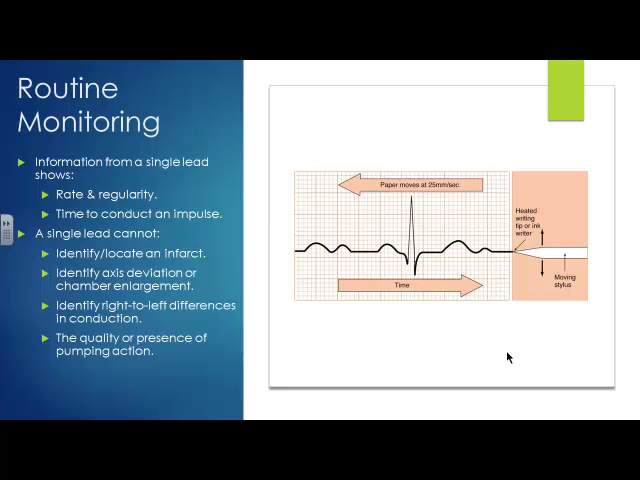 Routine
Monitoring
Information from a single lead
shows:
Rate & regularity.
Time to conduct an impulse.
A single lead cannot:
Identify/locate an infarct.
Identify axis deviation or
chamber enlargement.
Identify right-to-left differences
in conduction.
The quality or presence of
pumping action.
Paper moves at 25mm/sec.
Heated
writing
tip or ink
writer
Time
Moving
stylus